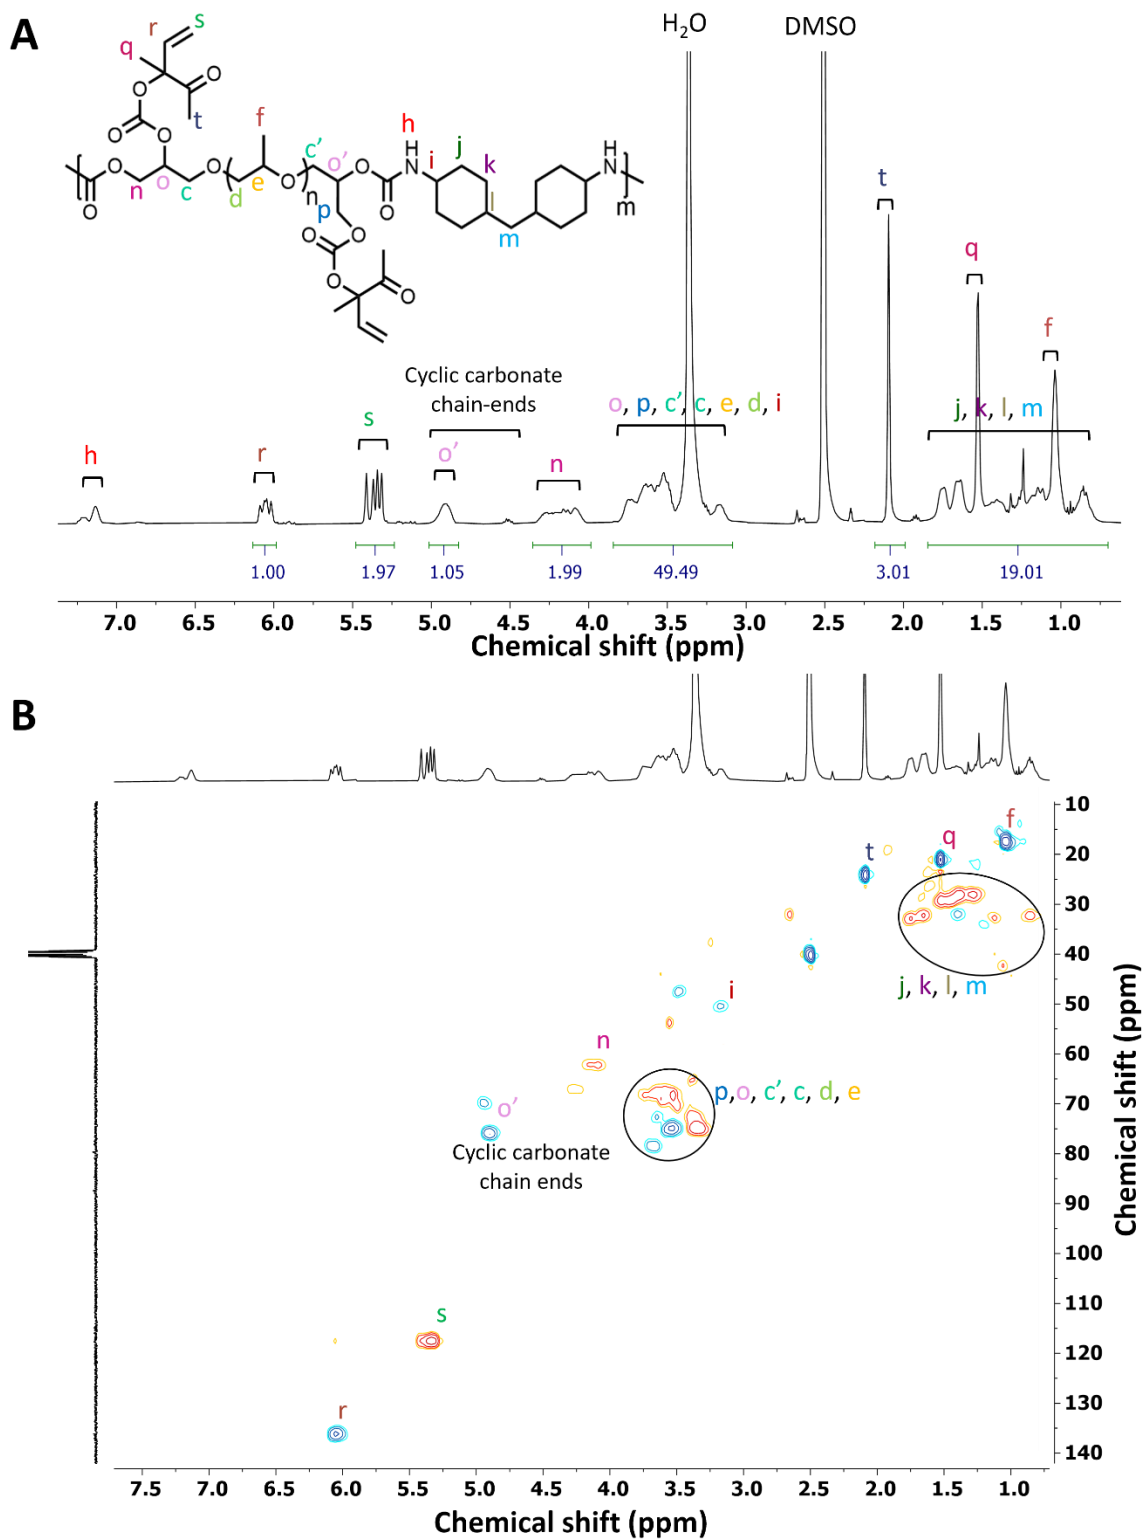 A
H₂O
DMSO
r
s
q
O
O
t
O
O
O
f
h
c'
o'
j
k
i
H
N
O
O
n
o
c
O
O
d
e
O
n
p
O
N
H
O
l
m
m
O
O
O
O
t
q
f
Cyclic carbonate
chain-ends
o, p, c', c, e, d, i
j, k, l, m
s
h
r
o'
n
1.00
1.97
1.05
1.99
49.49
3.01
19.01
7.0
6.5
6.0
5.5
5.0
4.5
4.0
3.5
3.0
2.5
2.0
1.5
1.0
Chemical shift (ppm)
B
10
20
30
40
50
60
70
80
90
100
110
120
130
140
Chemical shift (ppm)
f
q
t
j, k, l, m
i
n
p,o, c', c, d, e
o'
Cyclic carbonate
chain ends
s
r
7.5
7.0
6.5
6.0
5.5
5.0
4.5
4.0
3.5
3.0
2.5
2.0
1.5
1.0
Chemical shift (ppm)